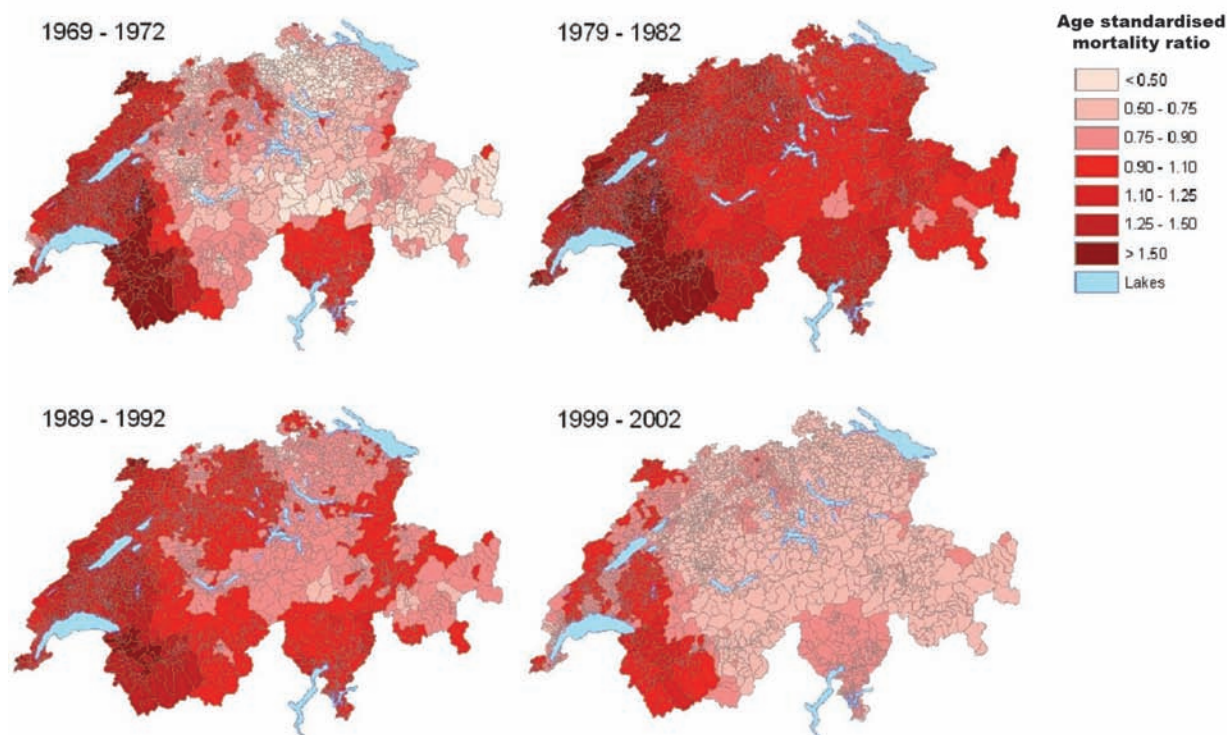 1969 - 1972
1979 - 1982
Age standardised
mortality ratio
< 0.50
0.50 - 0.75
0.75 - 0.90
0.90 - 1.10
1.10 - 1.25
1.25 - 1.50
> 1.50
Lakes
1989 - 1992
1999 - 2002